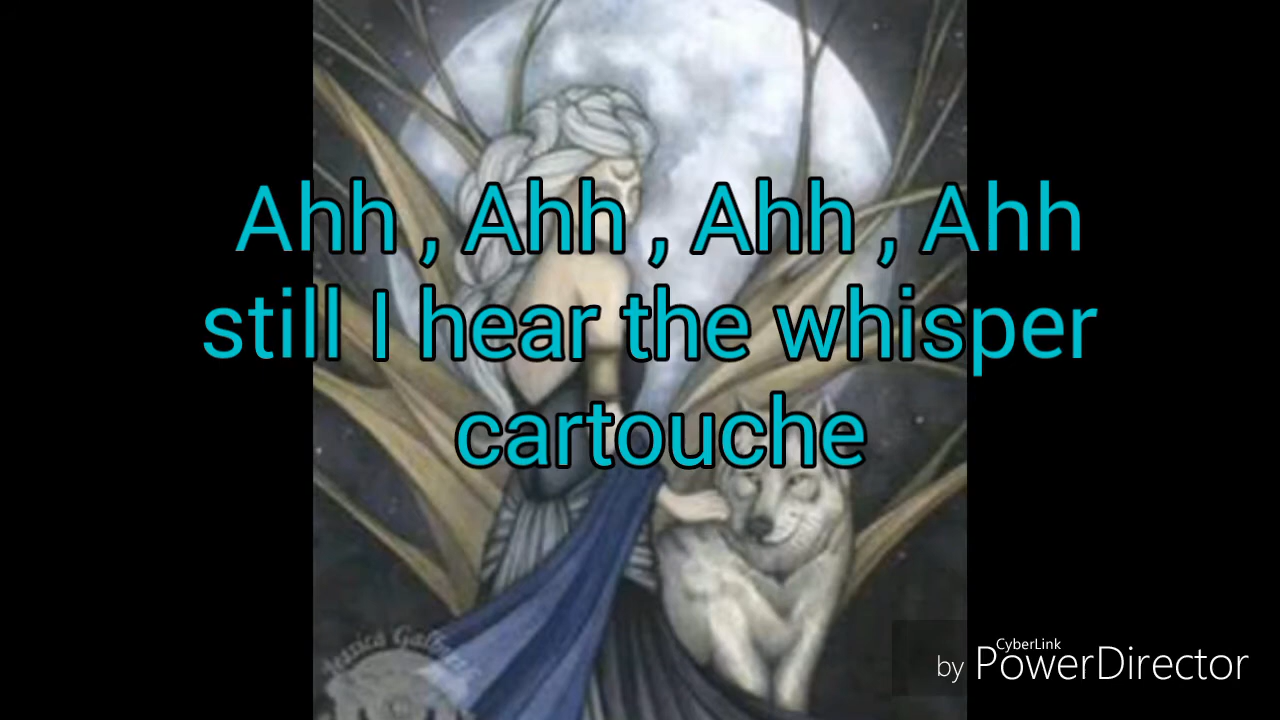 Ahh , Ahh , Ahh , Ahh
still I hear the whisper
cartouche
CyberLink
by PowerDirector